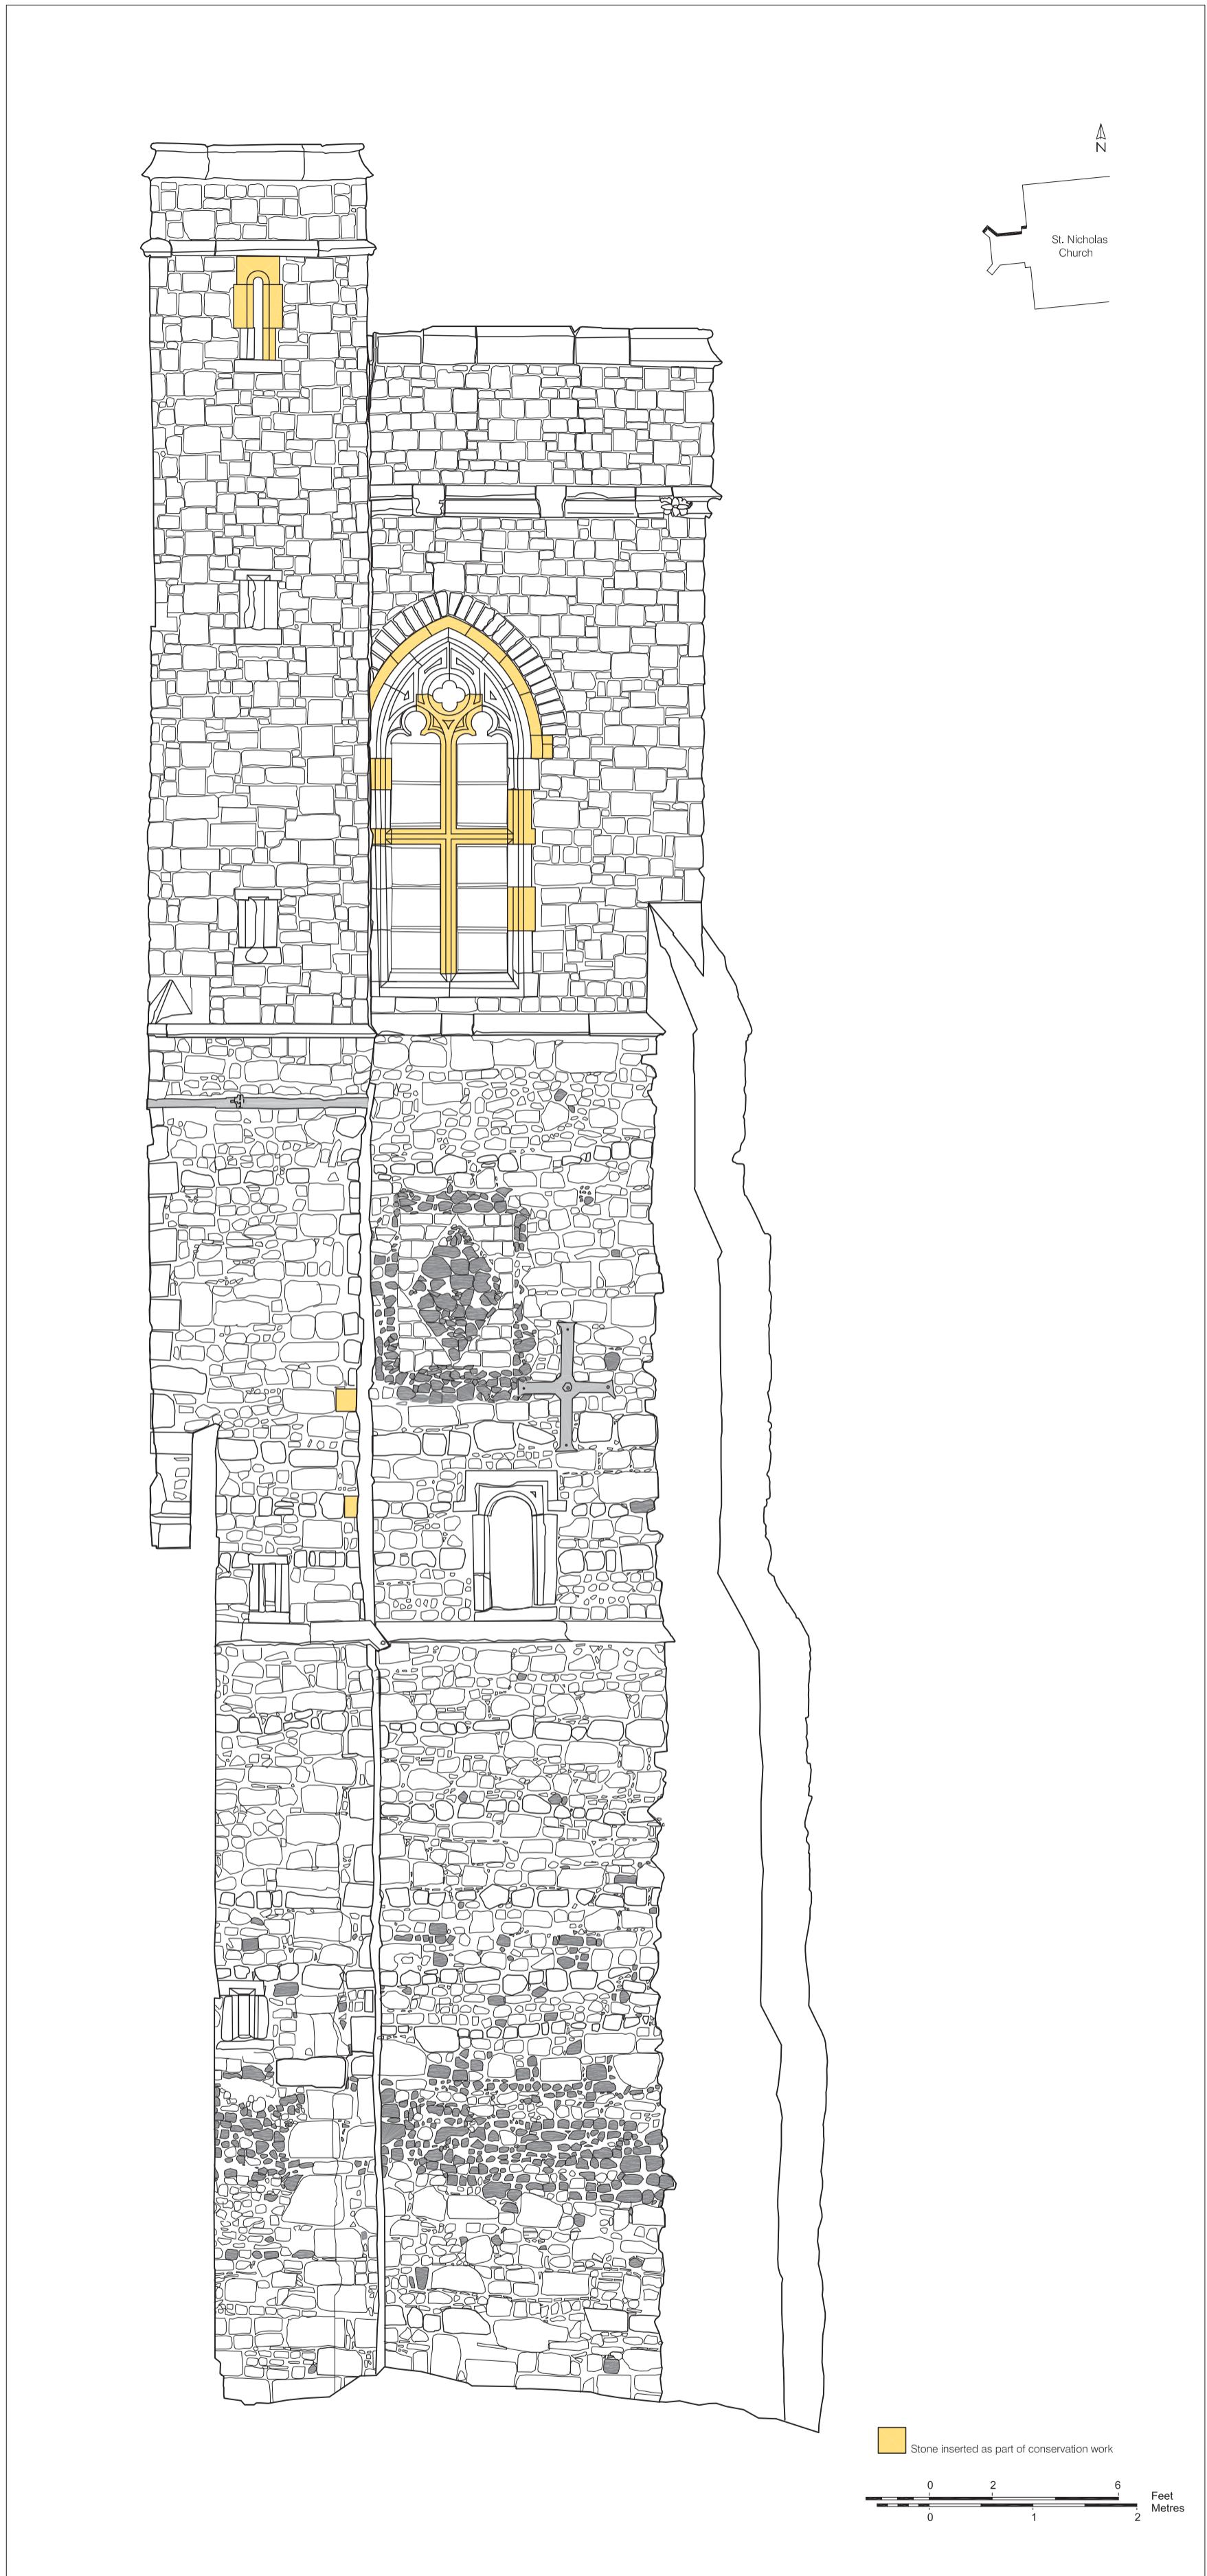 N
St. Nicholas
Church
Stone inserted as part of conservation work
0 2 6
Feet
Metres
0 1 2